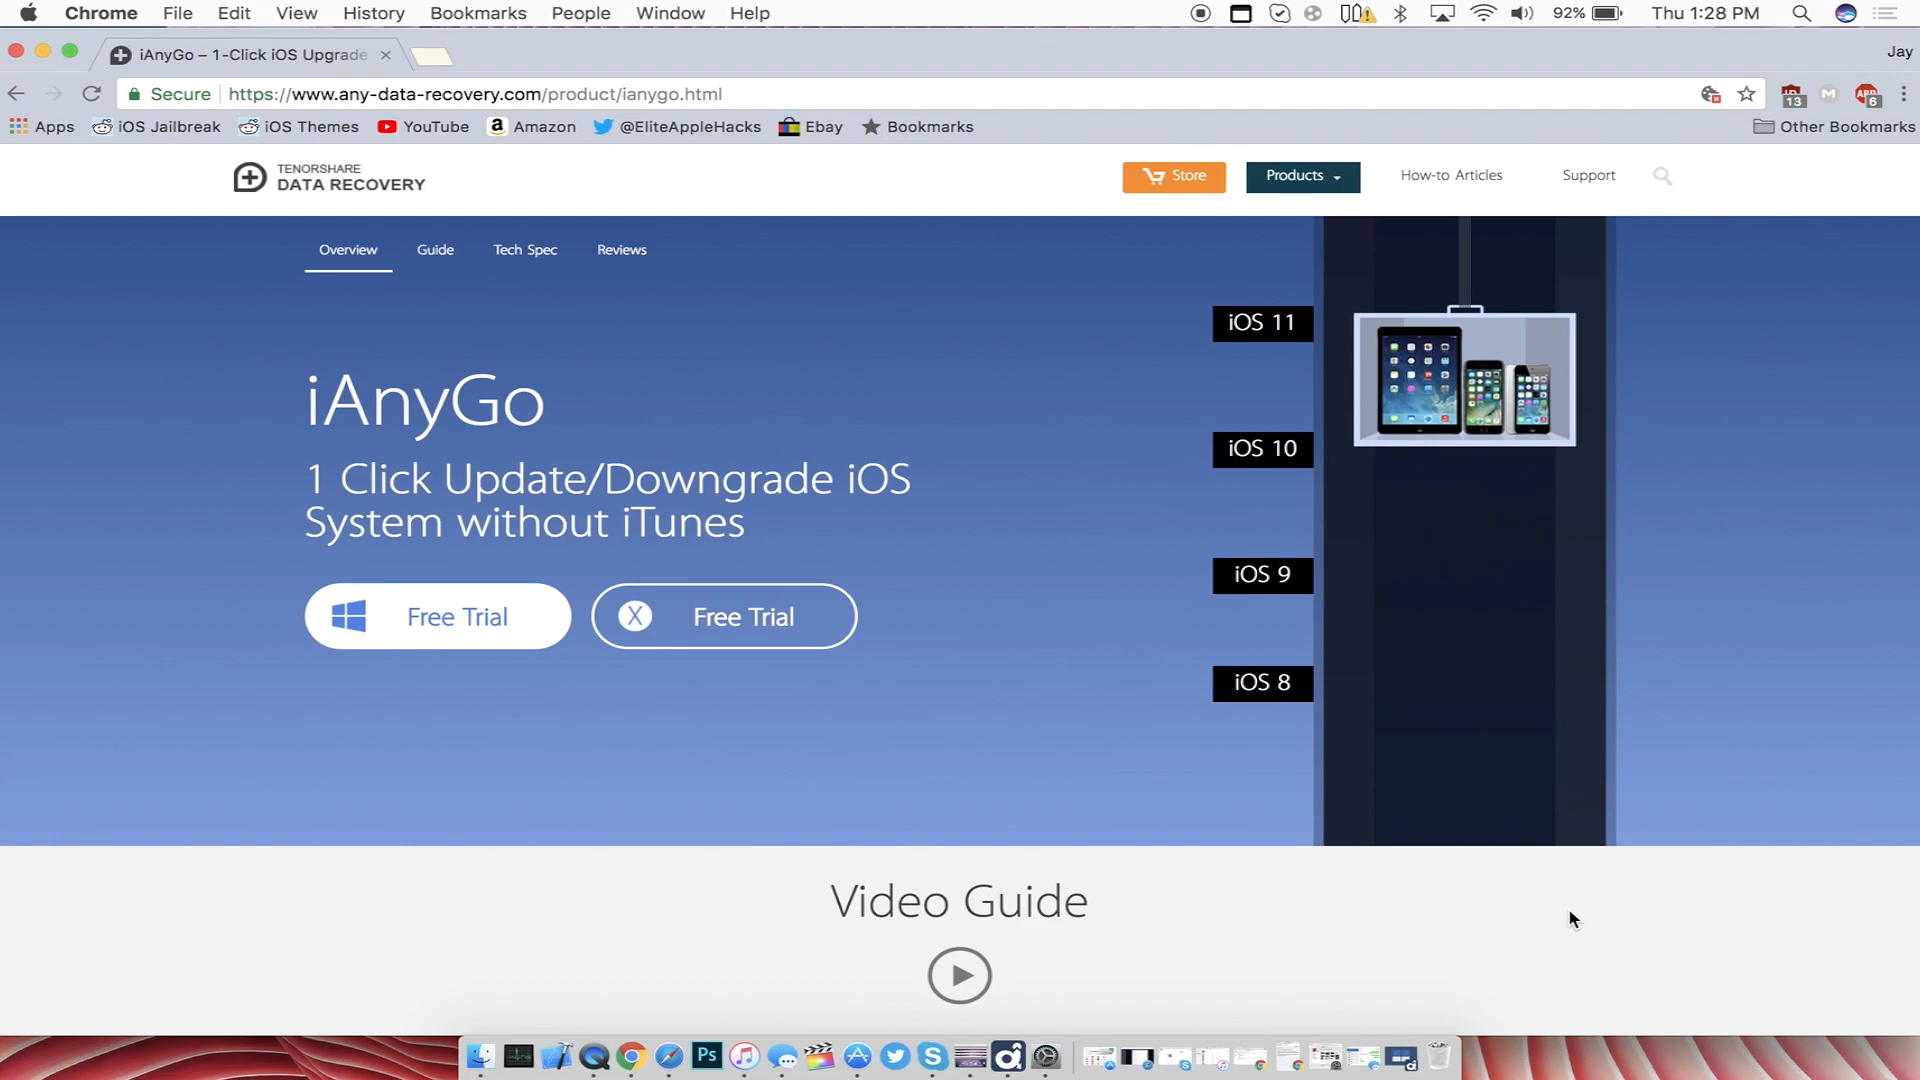 Chrome File Edit View History Bookmarks People Window Help 92% Thu 1:28 PM
iAnyGo – 1-Click iOS Upgrade Jay
Secure https://www.any-data-recovery.com/product/ianygo.html 13 6
Apps iOS Jailbreak iOS Themes YouTube Amazon @EliteAppleHacks Ebay Bookmarks Other Bookmarks
TENORSHARE
DATA RECOVERY
Store Products How-to Articles Support
Overview Guide Tech Spec Reviews
iOS 11
iAnyGo
iOS 10
1 Click Update/Downgrade iOS
System without iTunes
iOS 9
Free Trial X Free Trial
iOS 8
Video Guide
Ps